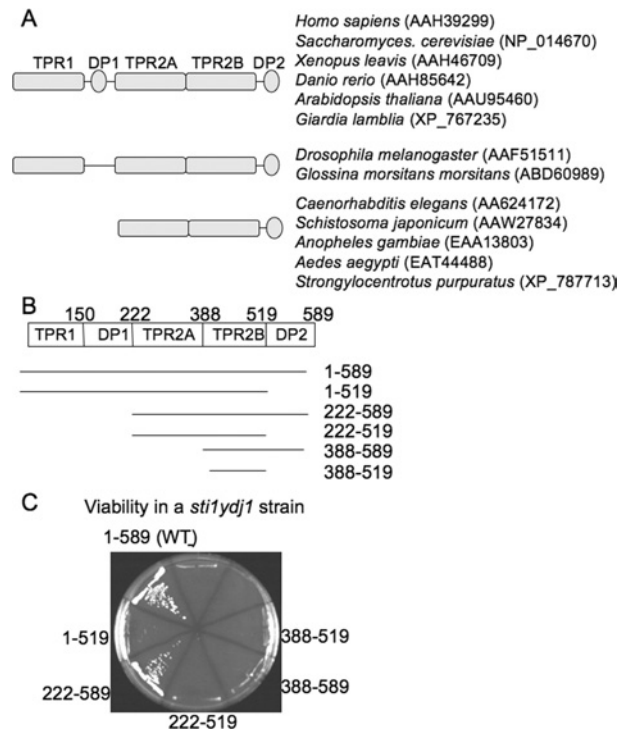 A
TPR1 DP1 TPR2A TPR2B DP2
Homo sapiens (AAH39299)
Saccharomyces. cerevisiae (NP_014670)
Xenopus leavis (AAH46709)
Danio rerio (AAH85642)
Arabidopsis thaliana (AAU95460)
Giardia lamblia (XP_767235)
Drosophila melanogaster (AAF51511)
Glossina morsitans morsitans (ABD60989)
Caenorhabditis elegans (AA624172)
Schistosoma japonicum (AAW27834)
Anopheles gambiae (EAA13803)
Aedes aegypti (EAT44488)
Strongylocentrotus purpuratus (XP_787713)
B
150 222 388 519 589
TPR1 DP1 TPR2A TPR2B DP2
1-589
1-519
222-589
222-519
388-589
388-519
C
Viability in a sti1ydj1 strain
1-589 (WT)
1-519
388-519
222-589
388-589
222-519